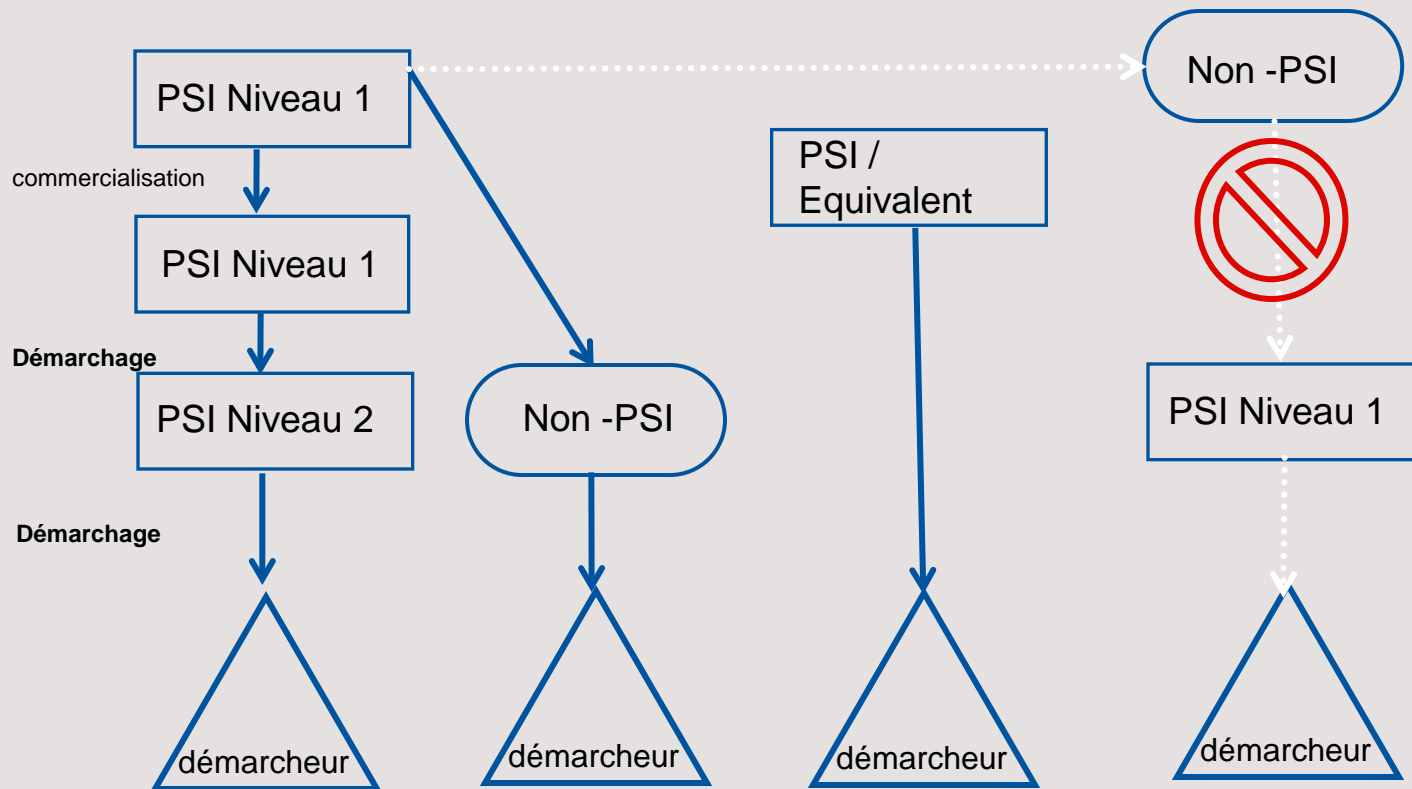 PSI Niveau 1
Non -PSI
commercialisation
PSI /
Equivalent
PSI Niveau 1
Démarchage
PSI Niveau 2
Non -PSI
PSI Niveau 1
Démarchage
démarcheur
démarcheur
démarcheur
démarcheur